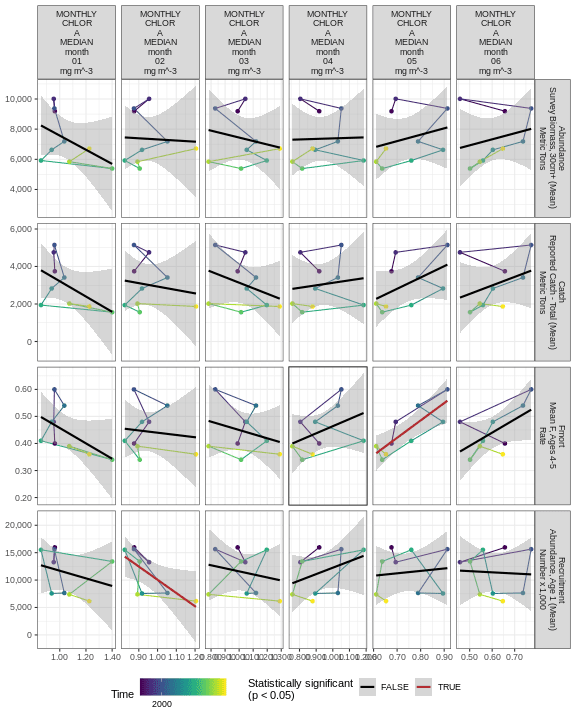 MONTHLY MONTHLY MONTHLY MONTHLY MONTHLY MONTHLY
CHLOR CHLOR CHLOR CHLOR CHLOR CHLOR
A A A A A A
MEDIAN MEDIAN MEDIAN MEDIAN MEDIAN MEDIAN
month month month month month month
01 02 03 04 05 06
mg m^-3 mg m^-3 mg m^-3 mg m^-3 mg m^-3 mg m^-3
10,000
8,000
6,000
4,000
Abundance
Survey Biomass, 30cm+ (Mean)
Metric Tons
6,000
4,000
2,000
0
Catch
Reported Catch - Total (Mean)
Metric Tons
0.60
0.50
0.40
0.30
0.20
Fmort
Mean F, Ages 4-5
Rate
20,000
15,000
10,000
5,000
0
Recruitment
Abundance, Age 1 (Mean)
Number x 1,000
1.00 1.20 1.40 0.90 1.00 1.10 1.20 0.60 0.70 0.80 0.90 0.50 0.60 0.70
Time
2000
Statistically significant
(p < 0.05)
FALSE TRUE